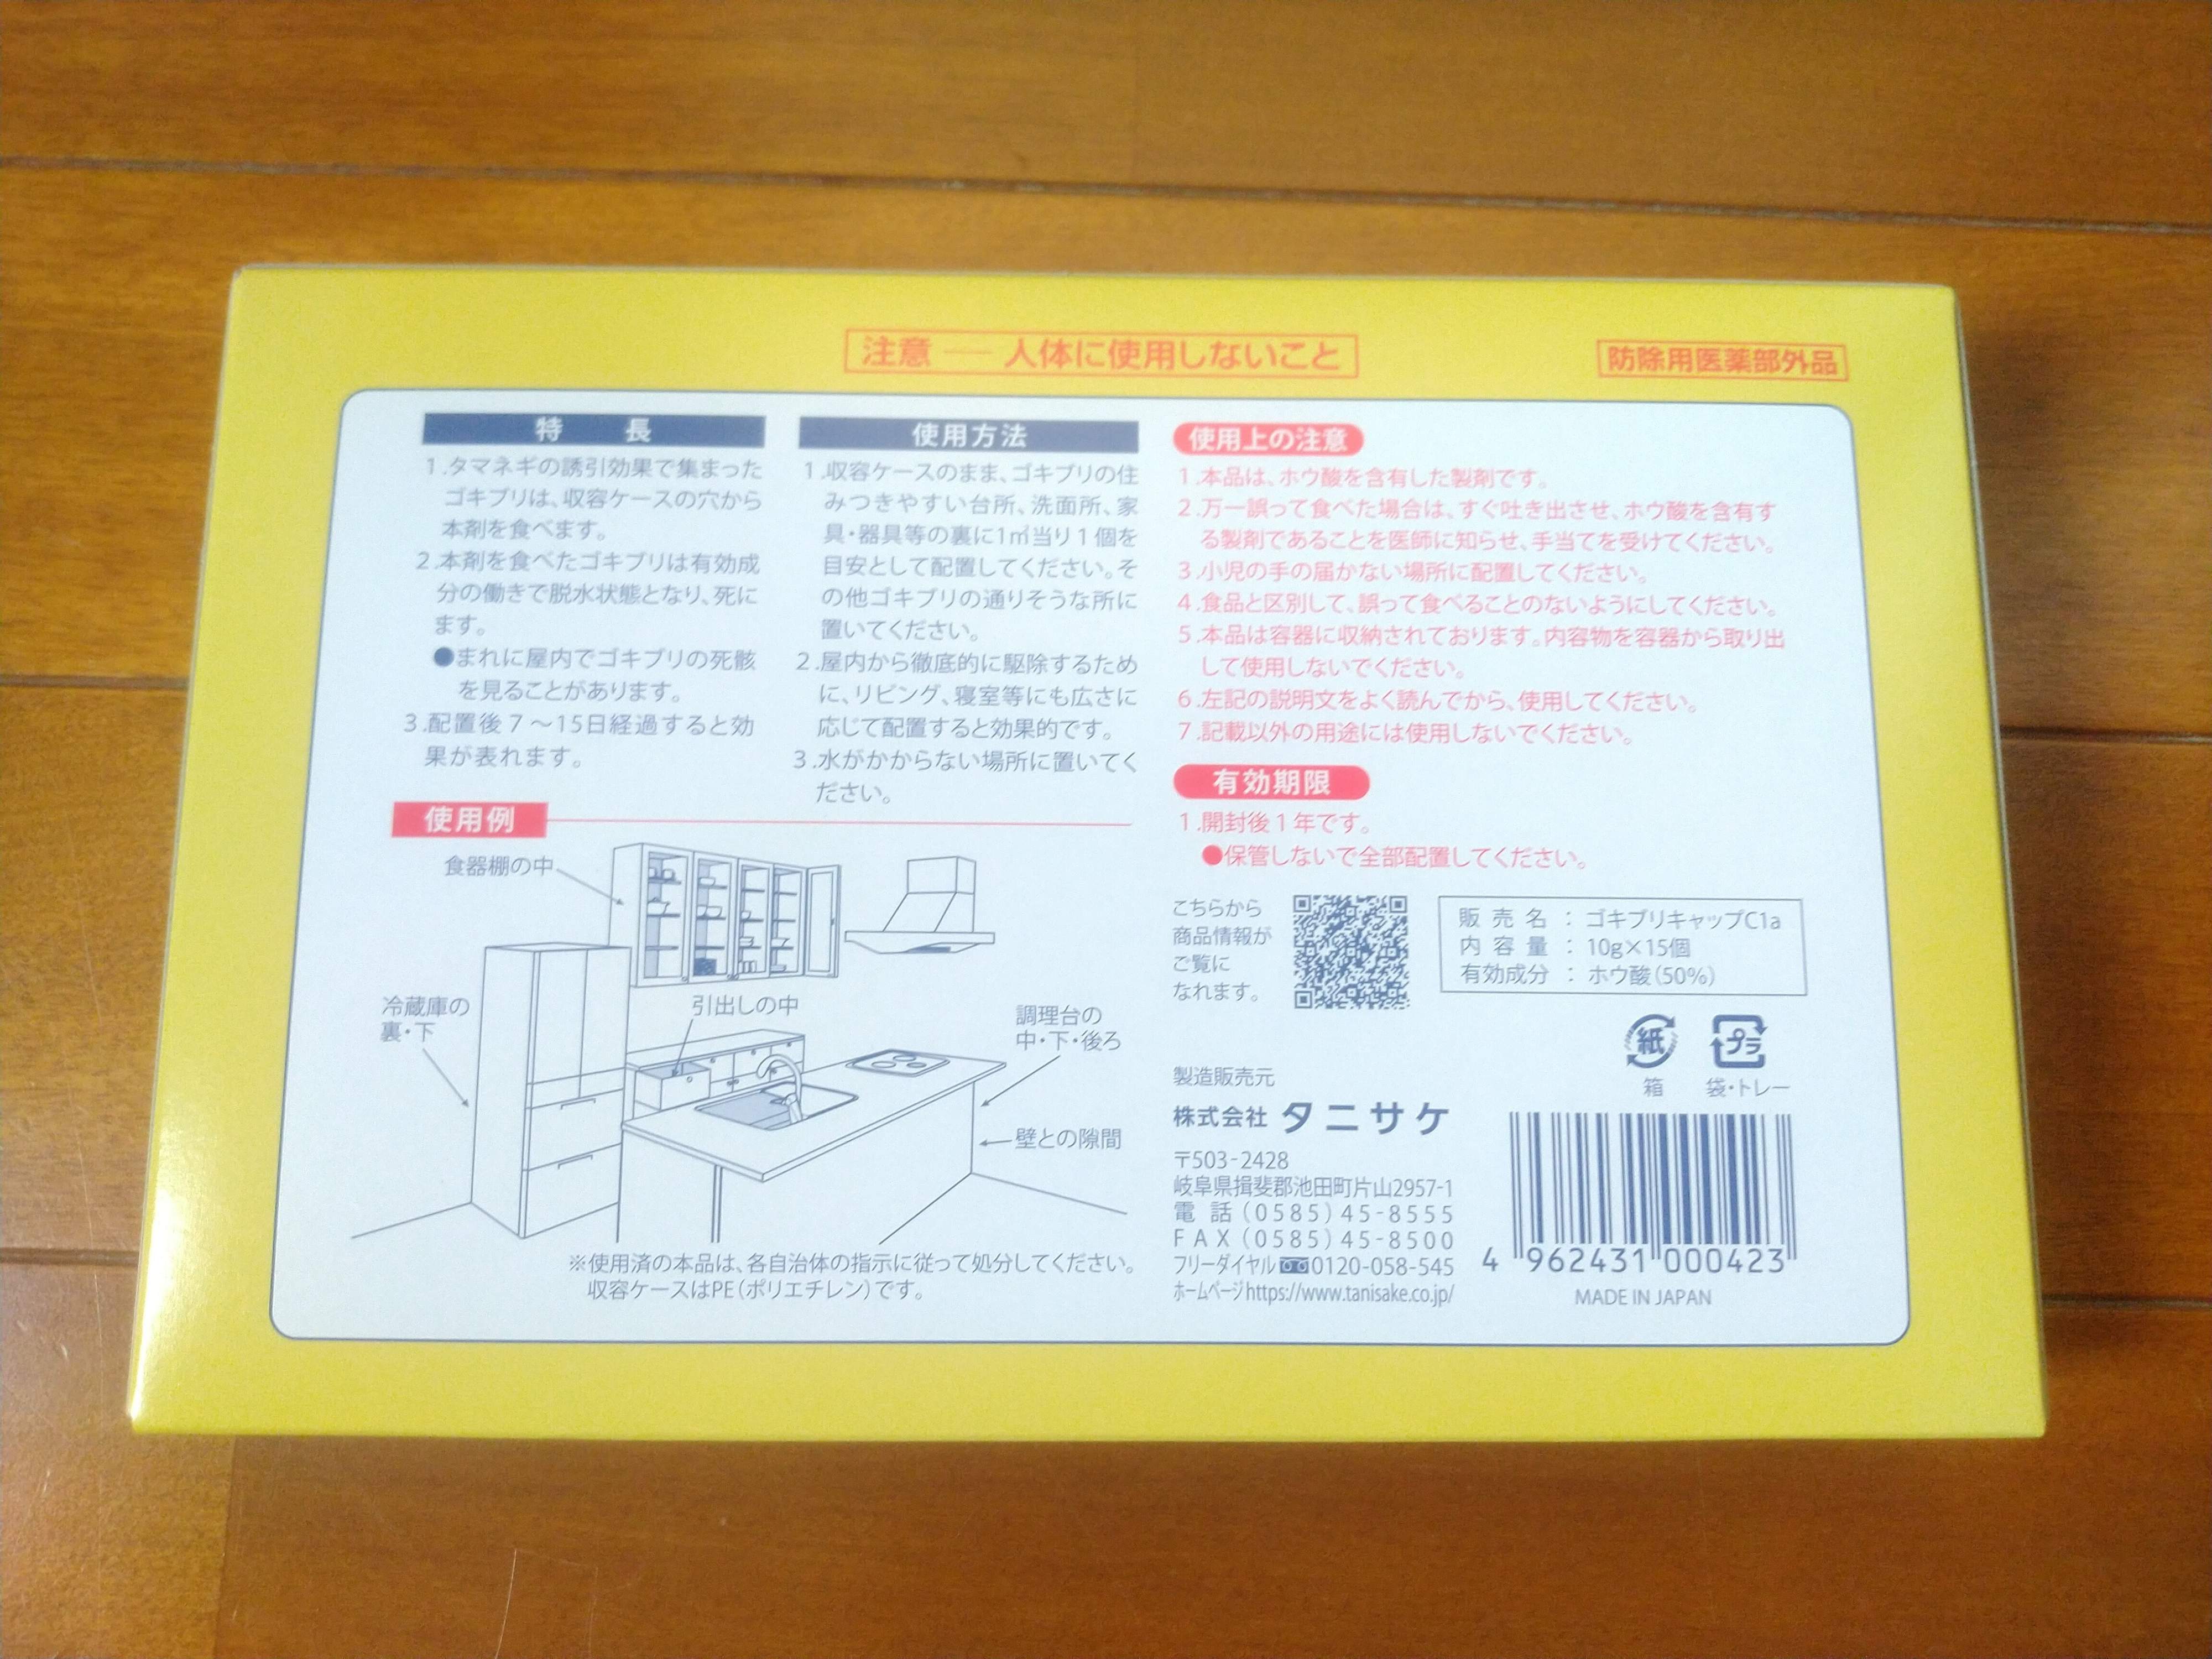 注意 ── 人体に使用しないこと
防除用医薬部外品
特　長
1.タマネギの誘引効果で集まった
ゴキブリは、収容ケースの穴から
本剤を食べます。
2.本剤を食べたゴキブリは有効成
分の働きで脱水状態となり、死に
ます。
●まれに屋内でゴキブリの死骸
を見ることがあります。
3.配置後7～15日経過すると効
果が表れます。
使用方法
1.収容ケースのまま、ゴキブリの住
みつきやすい台所、洗面所、家
具・器具等の裏に1㎡当り1個を
目安として配置してください。そ
の他ゴキブリの通りそうな所に
置いてください。
2.屋内から徹底的に駆除するため
に、リビング、寝室等にも広さに
応じて配置すると効果的です。
3.水がかからない場所に置いてく
ださい。
使用例
食器棚の中
冷蔵庫の
裏・下
引出しの中
調理台の
中・下・後ろ
壁との隙間
※使用済の本品は、各自治体の指示に従って処分してください。
収容ケースはPE(ポリエチレン)です。
使用上の注意
1.本品は、ホウ酸を含有した製剤です。
2.万一誤って食べた場合は、すぐ吐き出させ、ホウ酸を含有す
る製剤であることを医師に知らせ、手当てを受けてください。
3.小児の手の届かない場所に配置してください。
4.食品と区別して、誤って食べることのないようにしてください。
5.本品は容器に収納されております。内容物を容器から取り出
して使用しないでください。
6.左記の説明文をよく読んでから、使用してください。
7.記載以外の用途には使用しないでください。
有効期限
1.開封後1年です。
●保管しないで全部配置してください。
こちらから
商品情報が
ご覧に
なれます。
販売名 : ゴキブリキャップC1a
内容量 : 10g×15個
有効成分 : ホウ酸(50%)
紙
プラ
箱
袋・トレー
製造販売元
株式会社 タニサケ
〒503-2428
岐阜県揖斐郡池田町片山2957-1
電話(0585)45-8555
FAX(0585)45-8500
フリーダイヤル 0120-058-545
ホームページ https://www.tanisake.co.jp/
4 962431 000423
MADE IN JAPAN